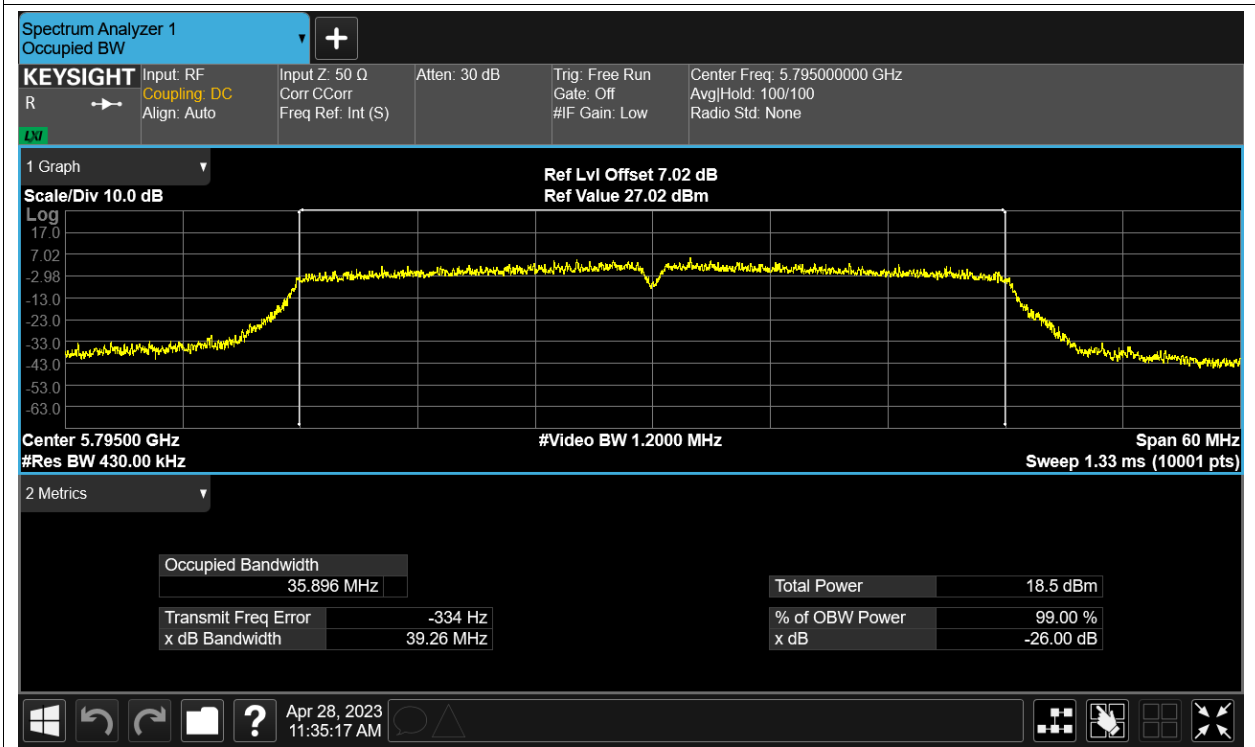 Spectrum Analyzer 1
Occupied BW
KEYSIGHT Input: RF Input Z: 50 Ω Atten: 30 dB Trig: Free Run Center Freq: 5.795000000 GHz
R Coupling: DC Corr CCorr Gate: Off Avg|Hold: 100/100
Align: Auto Freq Ref: Int (S) #IF Gain: Low Radio Std: None
LXI
1 Graph
Ref Lvl Offset 7.02 dB
Scale/Div 10.0 dB Ref Value 27.02 dBm
Log
17.0
7.02
-2.98
-13.0
-23.0
-33.0
-43.0
-53.0
-63.0
Center 5.79500 GHz #Video BW 1.2000 MHz Span 60 MHz
#Res BW 430.00 kHz Sweep 1.33 ms (10001 pts)
2 Metrics
Occupied Bandwidth
35.896 MHz Total Power 18.5 dBm
Transmit Freq Error -334 Hz % of OBW Power 99.00 %
x dB Bandwidth 39.26 MHz x dB -26.00 dB
? Apr 28, 2023
11:35:17 AM